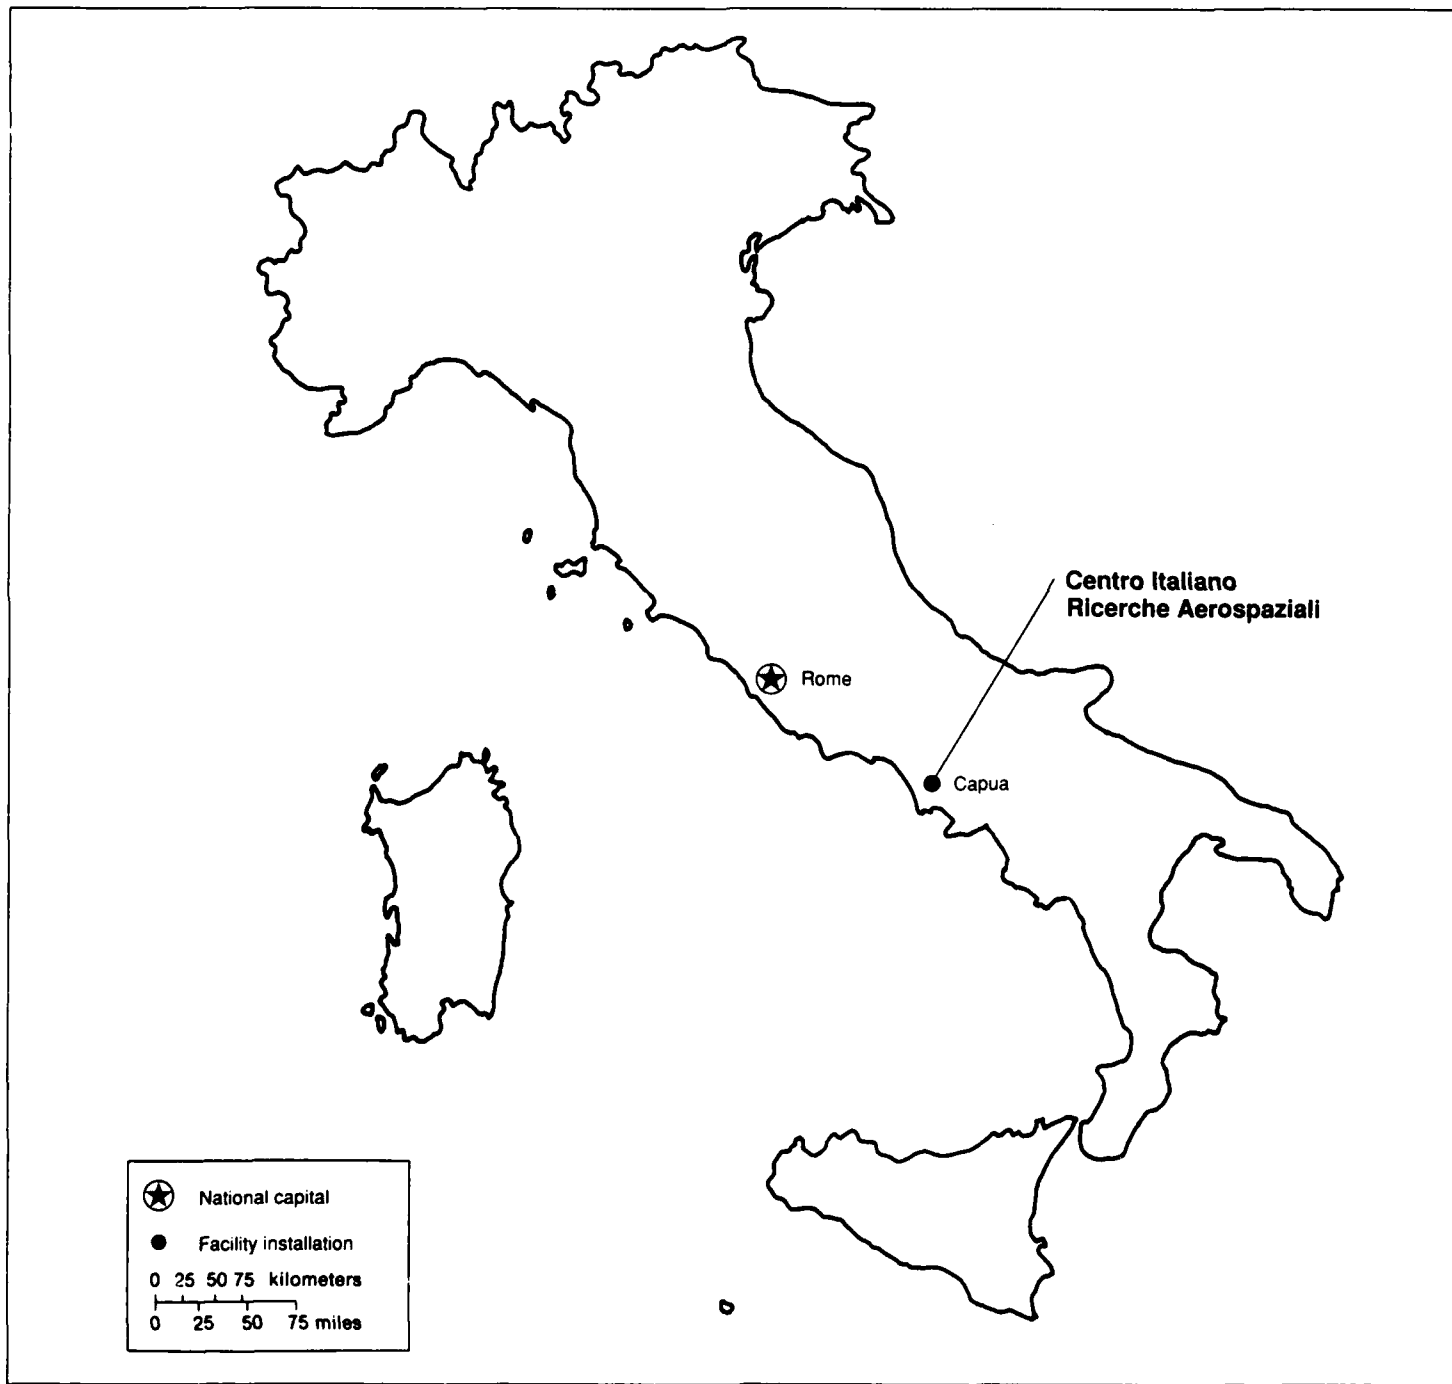 Centro Italiano
Ricerche Aerospaziali
Rome
Capua
National capital
Facility installation
0 25 50 75 kilometers
0 25 50 75 miles